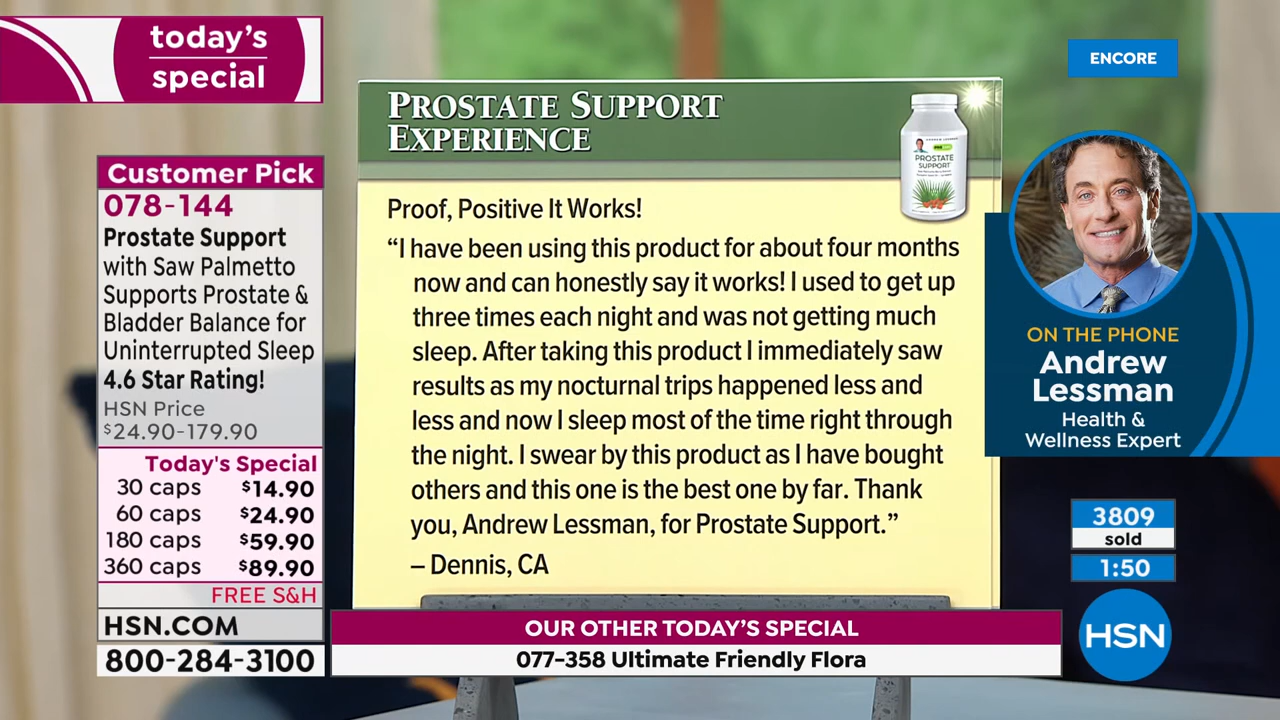 today's
special
Customer Pick
078-144
Prostate Support
with Saw Palmetto
Supports Prostate &
Bladder Balance for
Uninterrupted Sleep
4.6 Star Rating!
HSN Price
$24.90-179.90
Today's Special
30 caps $14.90
60 caps $24.90
180 caps $59.90
360 caps $89.90
FREE S&H
HSN.COM
800-284-3100
PROSTATE SUPPORT
EXPERIENCE
PROSTATE
SUPPORT
Proof, Positive It Works!
“I have been using this product for about four months
now and can honestly say it works! I used to get up
three times each night and was not getting much
sleep. After taking this product I immediately saw
results as my nocturnal trips happened less and
less and now I sleep most of the time right through
the night. I swear by this product as I have bought
others and this one is the best one by far. Thank
you, Andrew Lessman, for Prostate Support.”
– Dennis, CA
OUR OTHER TODAY'S SPECIAL
077-358 Ultimate Friendly Flora
ENCORE
ON THE PHONE
Andrew
Lessman
Health &
Wellness Expert
3809
sold
1:50
HSN